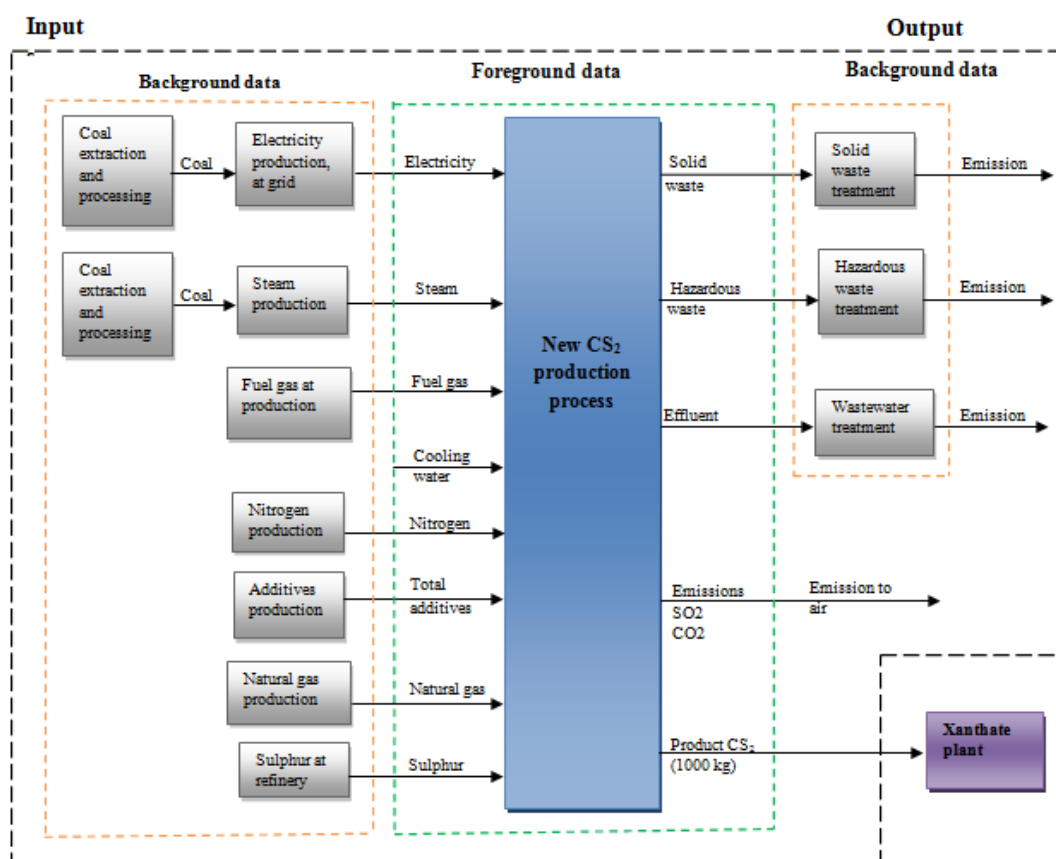 Input
Output
Background data
Foreground data
Background data
Coal
extraction
and
processing
Coal
Electricity
production,
at grid
Electricity
Solid
waste
Solid
waste
treatment
Emission
Coal
extraction
and
processing
Coal
Steam
production
Steam
Hazardous
waste
Hazardous
waste
treatment
Emission
New CS₂
production
process
Fuel gas at
production
Fuel gas
Effluent
Wastewater
treatment
Emission
Cooling
water
Nitrogen
production
Nitrogen
Additives
production
Total
additives
Emissions
SO2
CO2
Emission to
air
Natural gas
production
Natural gas
Sulphur at
refinery
Sulphur
Product CS₂
(1000 kg)
Xanthate
plant